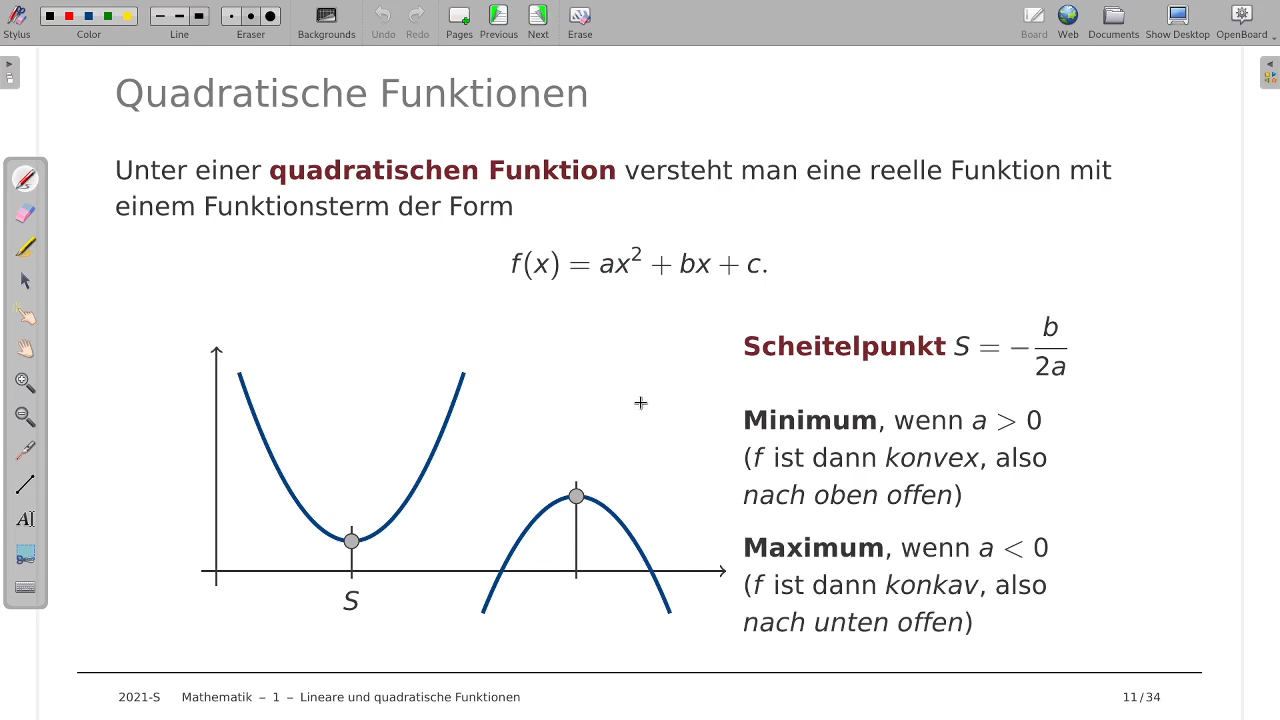 Stylus
Color
Line
Eraser
Backgrounds
Undo
Redo
Pages
Previous
Next
Erase
Board
Web
Documents
Show Desktop
OpenBoard
Quadratische Funktionen
Unter einer quadratischen Funktion versteht man eine reelle Funktion mit
einem Funktionsterm der Form
f(x) = ax² + bx + c.
Scheitelpunkt S = −b/2a
Minimum, wenn a > 0
(f ist dann konvex, also
nach oben offen)
Maximum, wenn a < 0
(f ist dann konkav, also
nach unten offen)
S
AI
2021-S Mathematik – 1 – Lineare und quadratische Funktionen
11/34